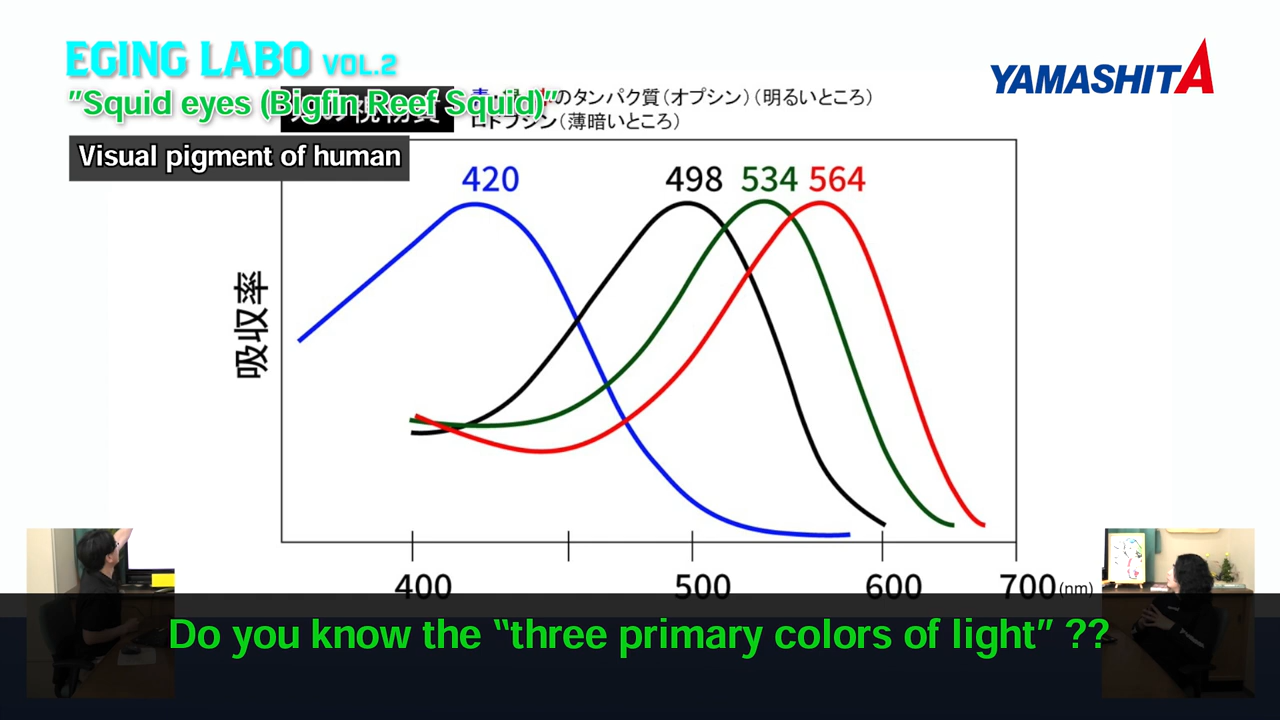 EGING LABO VOL.2
YAMASHITA
"Squid eyes (Bigfin Reef Squid)"
のタンパク質（オプシン）（明るいところ）
ロドプシン（薄暗いところ）
Visual pigment of human
420
498
534
564
吸収率
400
500
600
700(nm)
Do you know the “three primary colors of light” ??